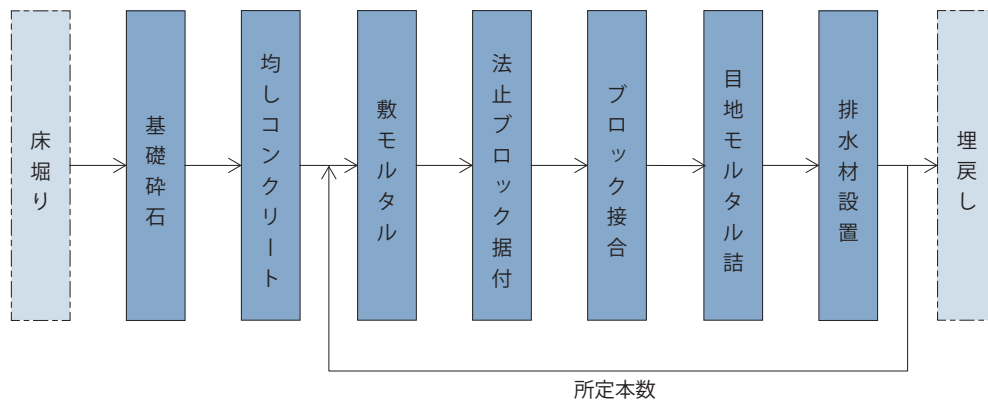 床堀り
基礎砕石
均しコンクリート
敷モルタル
法止ブロック据付
ブロック接合
目地モルタル詰
排水材設置
埋戻し
所定本数